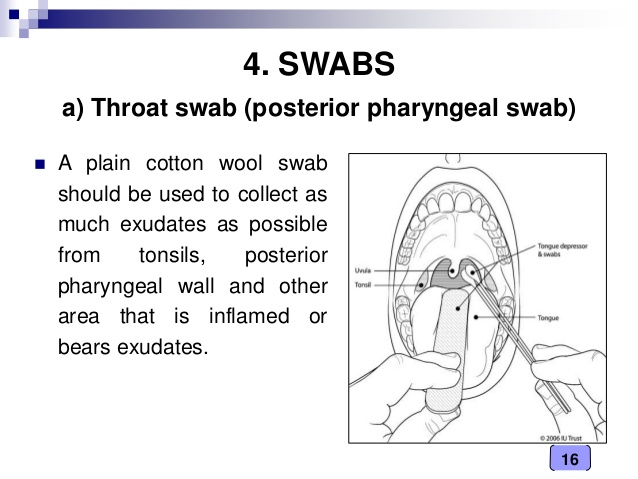 4. SWABS
a) Throat swab (posterior pharyngeal swab)
A plain cotton wool swab
should be used to collect as
much exudates as possible
from tonsils, posterior
pharyngeal wall and other
area that is inflamed or
bears exudates.
Tongue depressor
& swabs
Uvula
Tonsil
Tongue
© 2006 IU Trust
16